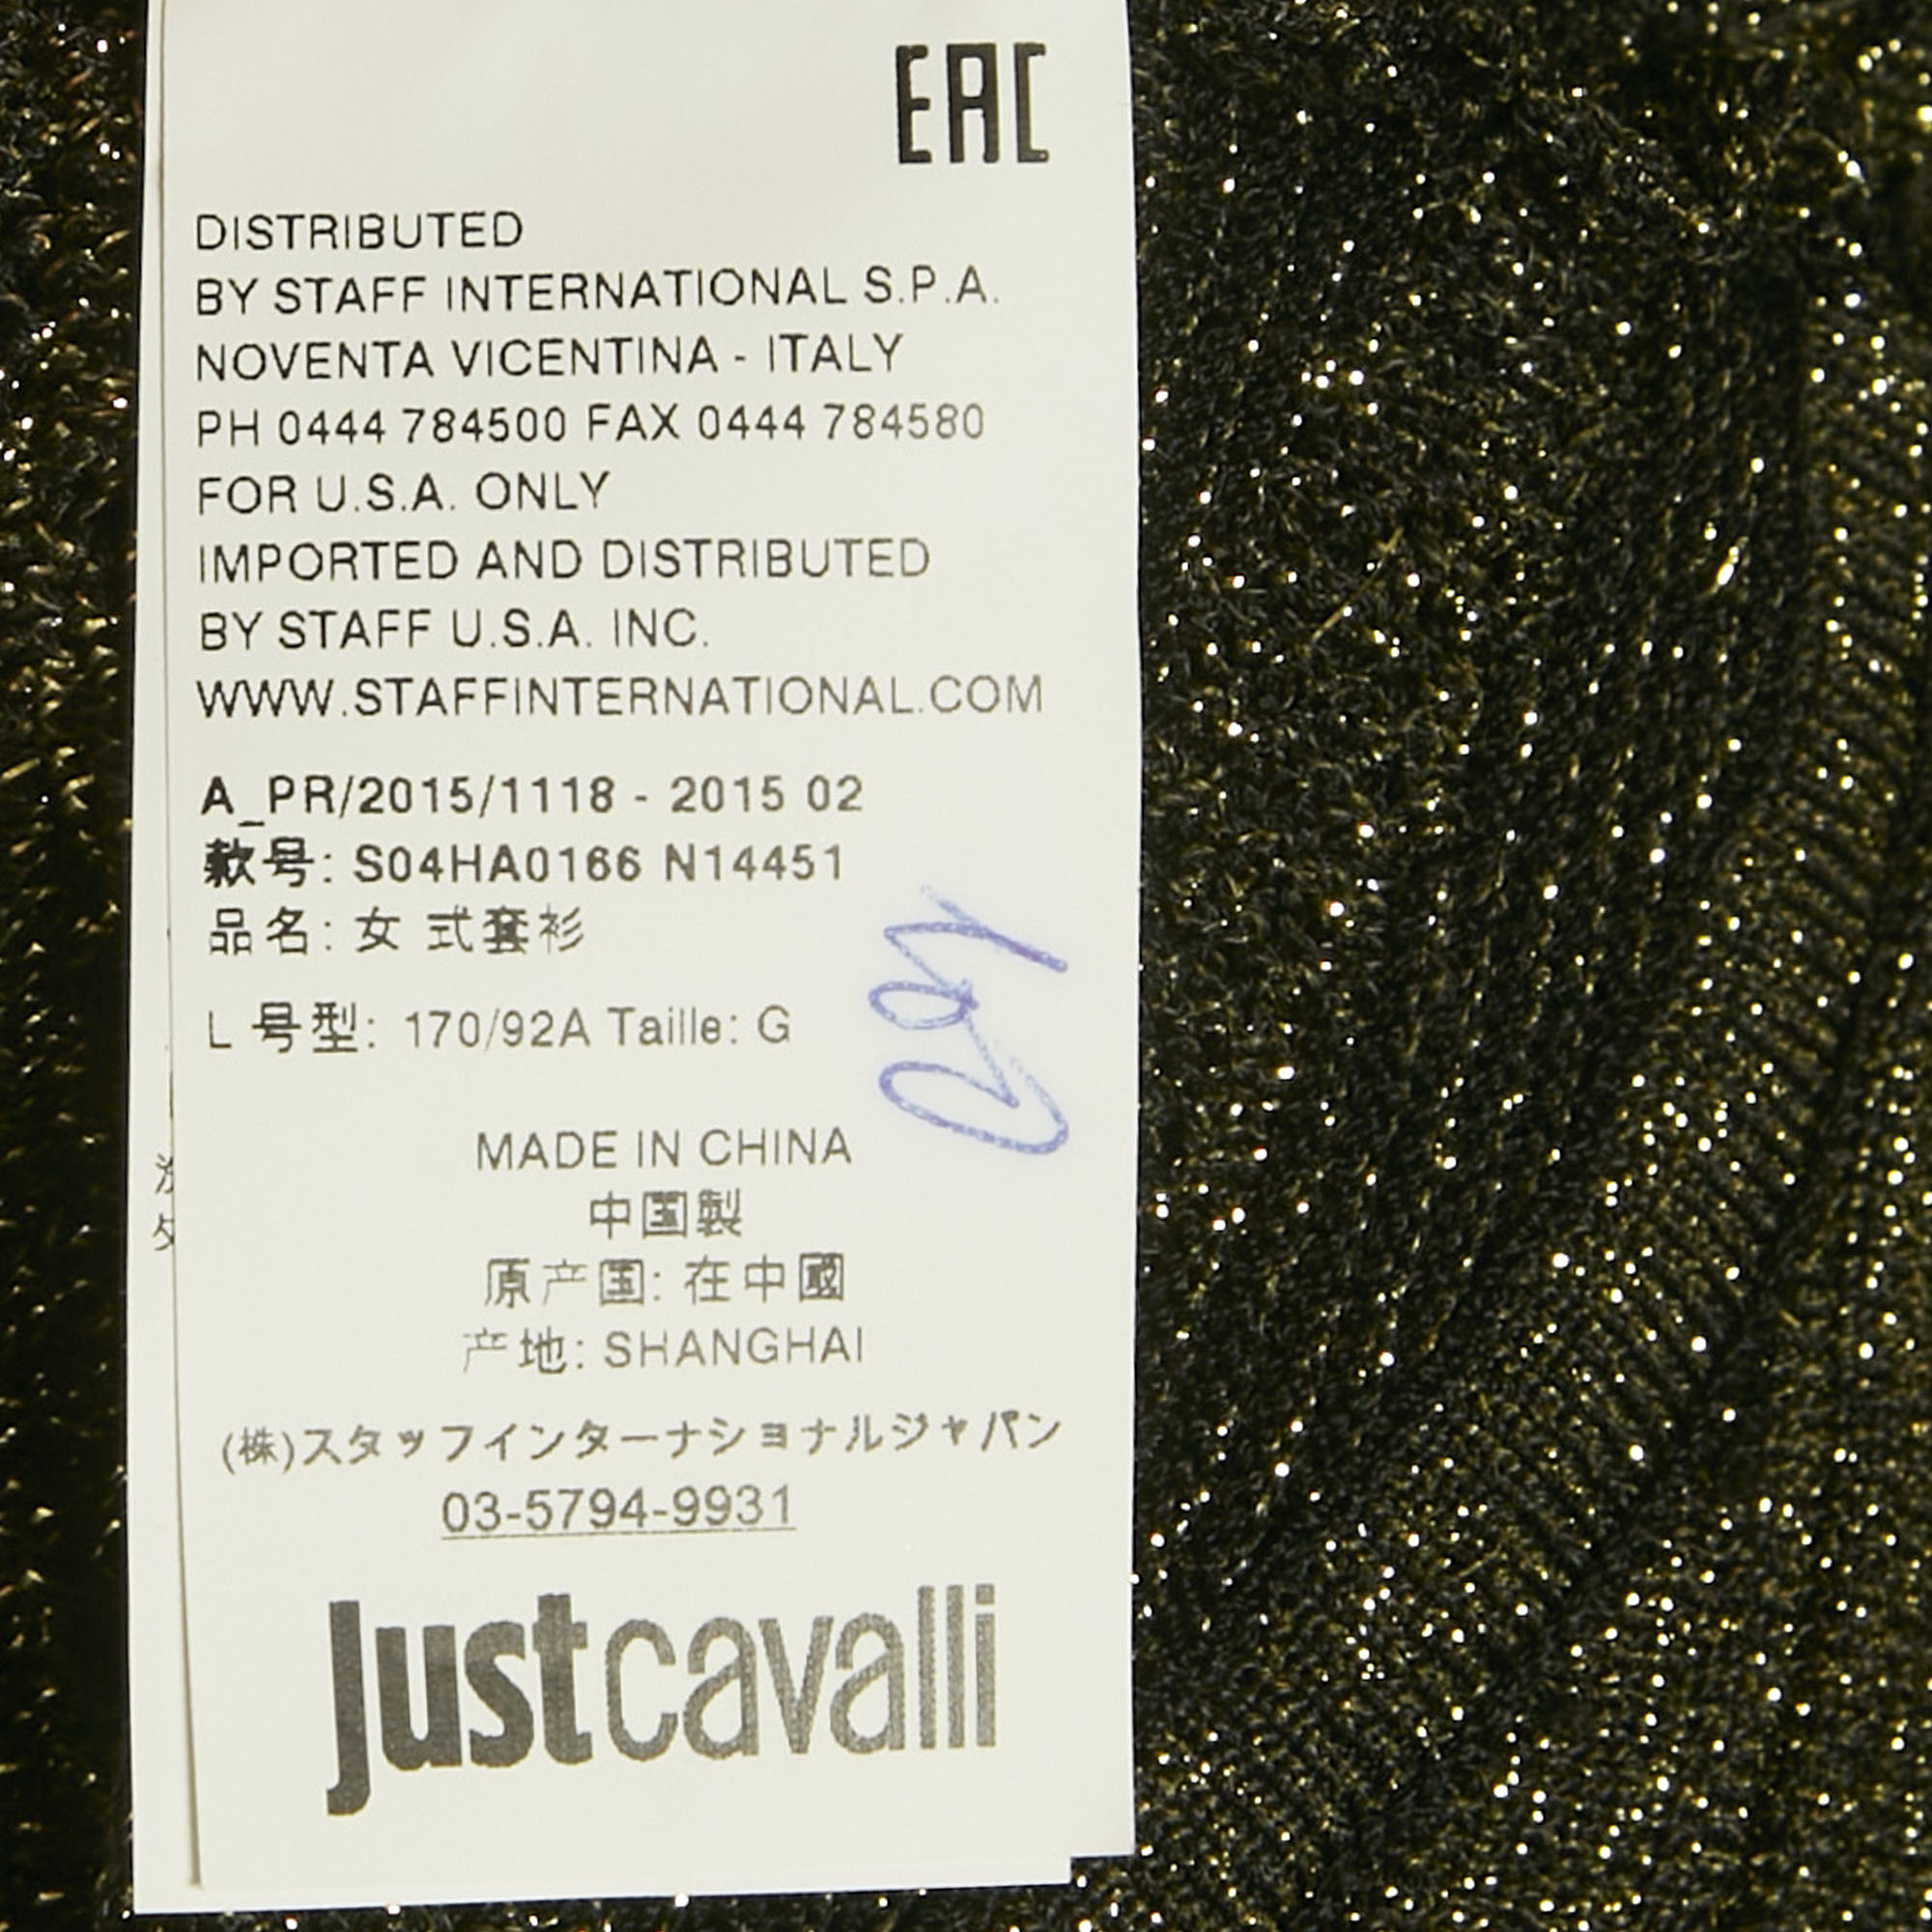 EAC
DISTRIBUTED
BY STAFF INTERNATIONAL S.P.A.
NOVENTA VICENTINA - ITALY
PH 0444 784500 FAX 0444 784580
FOR U.S.A. ONLY
IMPORTED AND DISTRIBUTED
BY STAFF U.S.A. INC.
WWW.STAFFINTERNATIONAL.COM
A_PR/2015/1118 - 2015 02
款号: S04HA0166 N14451
品名: 女 式套衫
L 号型: 170/92A Taille: G
MADE IN CHINA
中国製
原产国: 在中國
产地: SHANGHAI
(株)スタッフインターナショナルジャパン
03-5794-9931
justcavalli